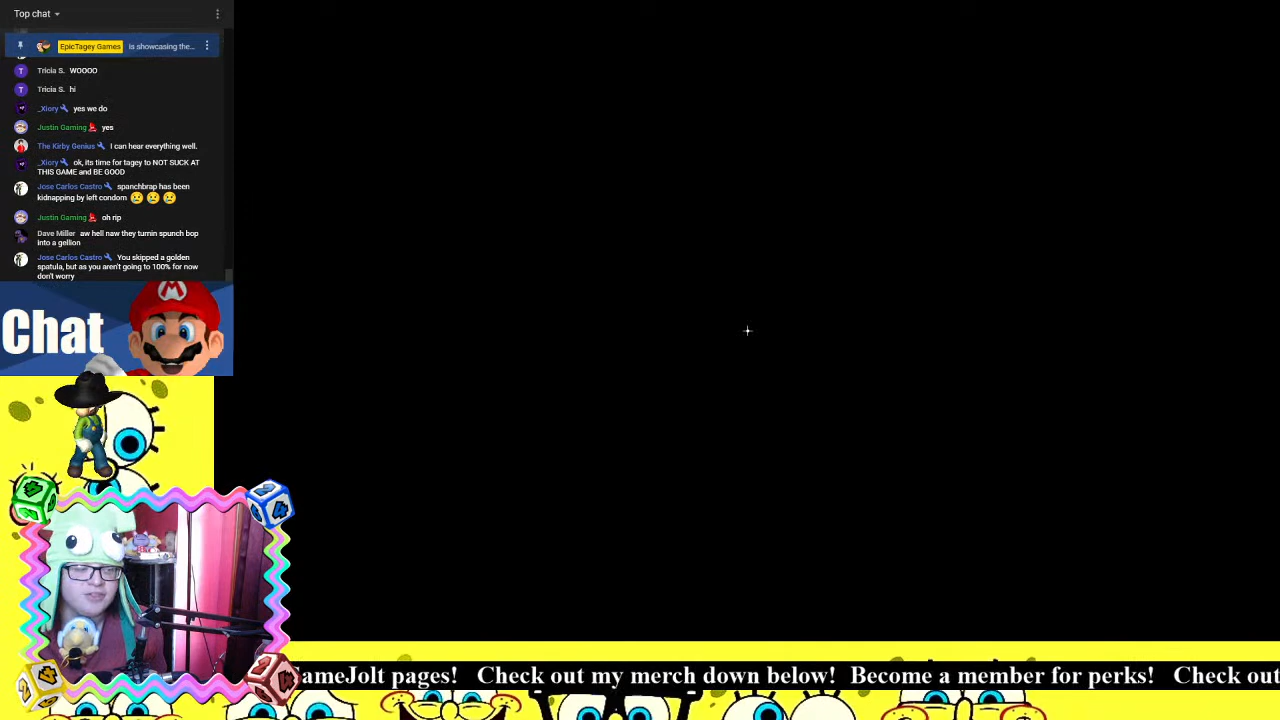 Top chat
EpicTagey Games is showcasing the...
Tricia S. WOOOO
Tricia S. hi
_Xiory yes we do
Justin Gaming yes
The Kirby Genius I can hear everything well.
_Xiory ok, its time for tagey to NOT SUCK AT
THIS GAME and BE GOOD
Jose Carlos Castro spanchbrap has been
kidnapping by left condom 😢 😢 😢
Justin Gaming oh rip
Dave Miller aw hell naw they turnin spunch bop
into a gellion
Jose Carlos Castro You skipped a golden
spatula, but as you aren't going to 100% for now
don't worry
Chat
ameJolt pages! Check out my merch down below! Become a member for perks! Check out